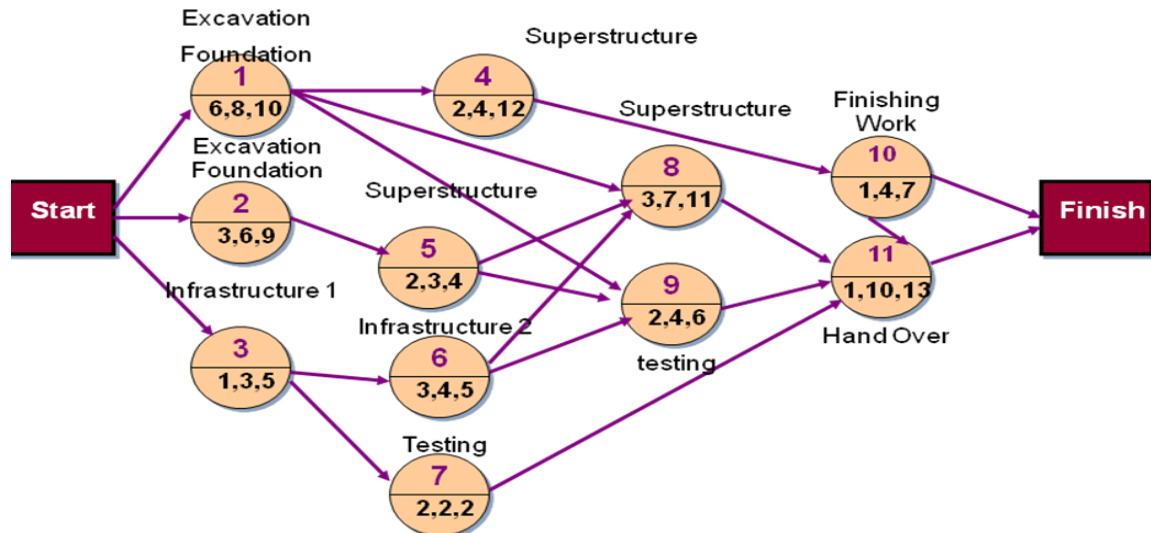 Excavation
Foundation
1
6,8,10
Superstructure
4
2,4,12
Superstructure
Finishing
Work
10
1,4,7
Excavation
Foundation
2
3,6,9
Start
Superstructure
8
3,7,11
Finish
5
2,3,4
11
1,10,13
Hand Over
Infrastructure 1
3
1,3,5
Infrastructure 2
6
3,4,5
9
2,4,6
testing
Testing
7
2,2,2